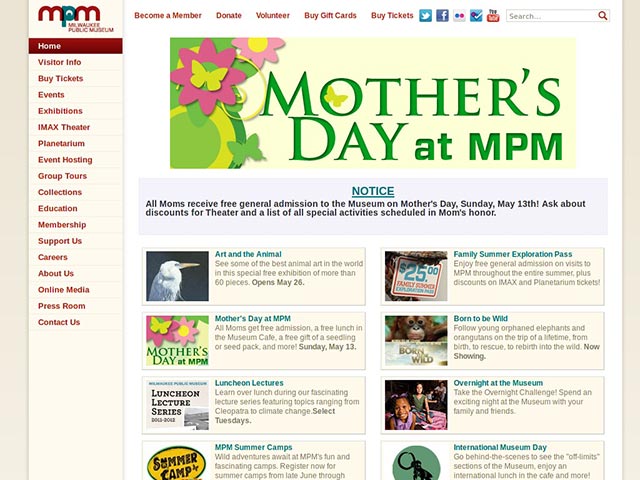 mpm
MILWAUKEE
PUBLIC MUSEUM
Become a Member
Donate
Volunteer
Buy Gift Cards
Buy Tickets
You
Tube
Search...
Home
Visitor Info
Buy Tickets
Events
Exhibitions
IMAX Theater
Planetarium
Event Hosting
Group Tours
Collections
Education
Membership
Support Us
Careers
About Us
Online Media
Press Room
Contact Us
MOTHER'S
DAY at MPM
NOTICE
All Moms receive free general admission to the Museum on Mother's Day, Sunday, May 13th! Ask about
discounts for Theater and a list of all special activities scheduled in Mom's honor.
Art and the Animal
See some of the best animal art in the world
in this special free exhibition of more than
60 pieces. Opens May 26.
$25.00
FAMILY SUMMER
EXPLORATION PASS
Family Summer Exploration Pass
Enjoy free general admission on visits to
MPM throughout the entire summer, plus
discounts on IMAX and Planetarium tickets!
MOTHER'S
DAY at MPM
Mother's Day at MPM
All Moms get free admission, a free lunch in
the Museum Cafe, a free gift of a seedling
or seed pack, and more! Sunday, May 13.
BORN
to be
WILD
Born to be Wild
Follow young orphaned elephants and
orangutans on the trip of a lifetime, from
birth, to rescue, to rebirth into the wild. Now
Showing.
MILWAUKEE PUBLIC MUSEUM
LUNCHEON
LECTURE
SERIES
2011-2012
Luncheon Lectures
Learn over lunch during our fascinating
lecture series featuring topics ranging from
Cleopatra to climate change.Select
Tuesdays.
Overnight at the Museum
Take the Overnight Challenge! Spend an
exciting night at the Museum with your
family and friends.
SUMMER
CAMP
MPM Summer Camps
Wild adventures await at MPM's fun and
fascinating camps. Register now for
summer camps from late June through
International Museum Day
Go behind-the-scenes to see the "off-limits"
sections of the Museum, enjoy an
international lunch in the cafe and more!